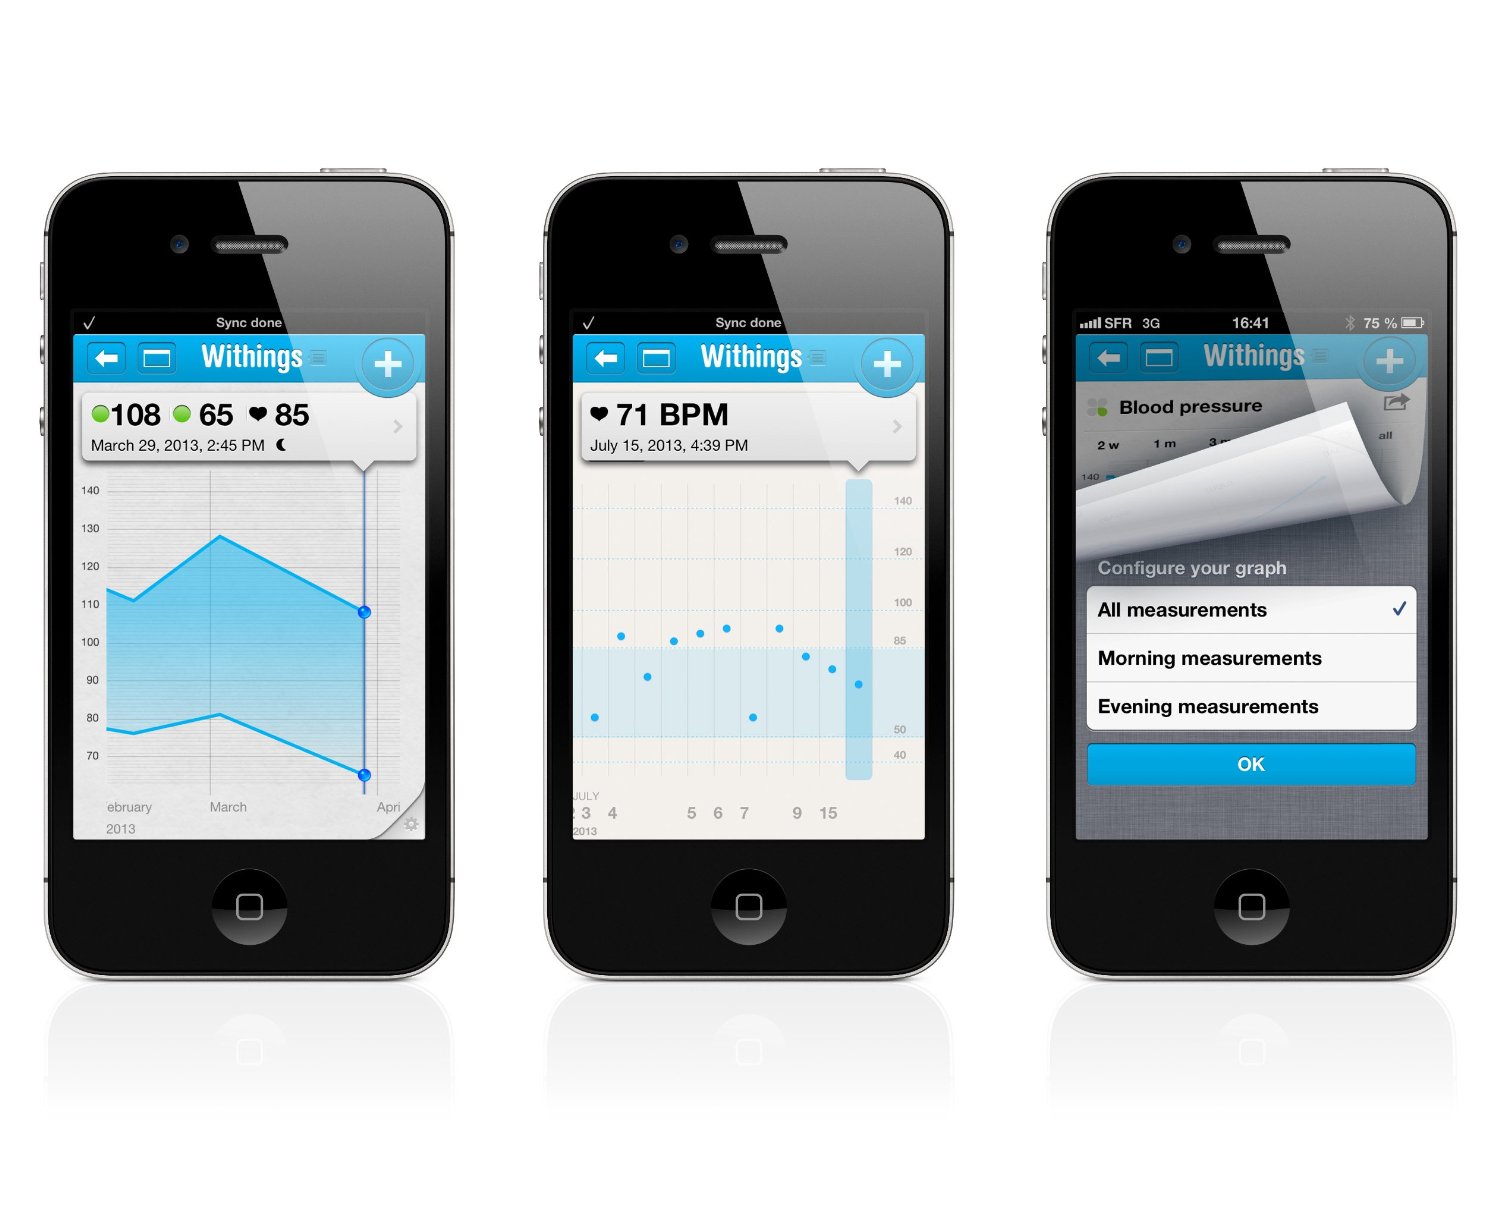 Sync done
Withings
108 65 85
March 29, 2013, 2:45 PM
140
130
120
110
100
90
80
70
ebruary March Apri
2013
Sync done
Withings
71 BPM
July 15, 2013, 4:39 PM
140
120
100
85
50
40
JULY
3 4 5 6 7 9 15
2013
SFR 3G 16:41 75 %
Withings
Blood pressure
2 w 1 m all
140
Configure your graph
All measurements
Morning measurements
Evening measurements
OK